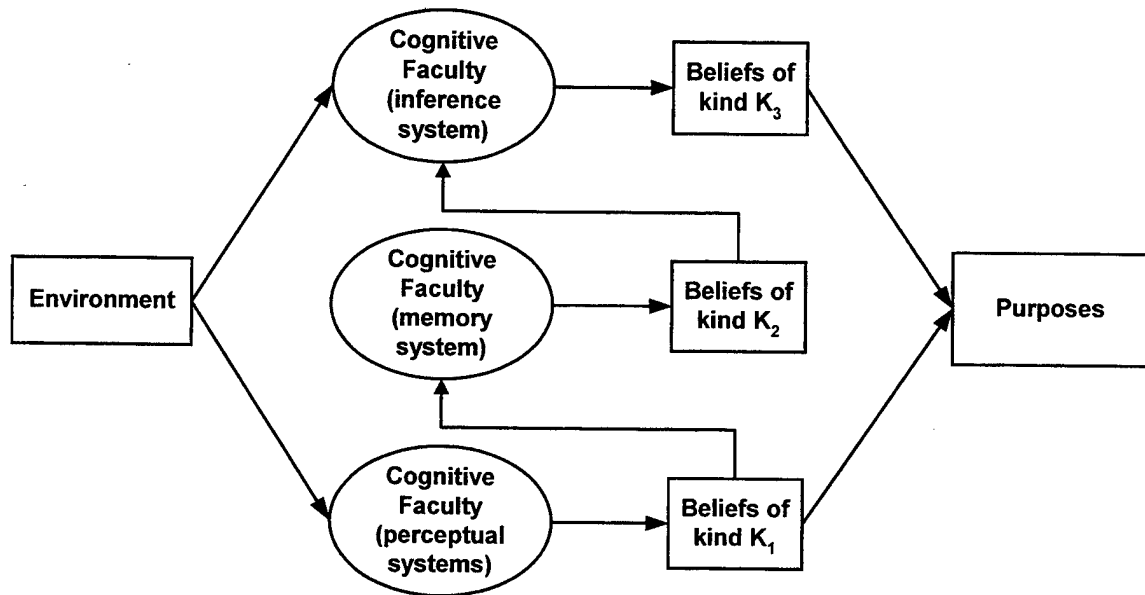 Cognitive
Faculty
(inference
system)
Beliefs of
kind K₃
Environment
Cognitive
Faculty
(memory
system)
Beliefs of
kind K₂
Purposes
Cognitive
Faculty
(perceptual
systems)
Beliefs of
kind K₁